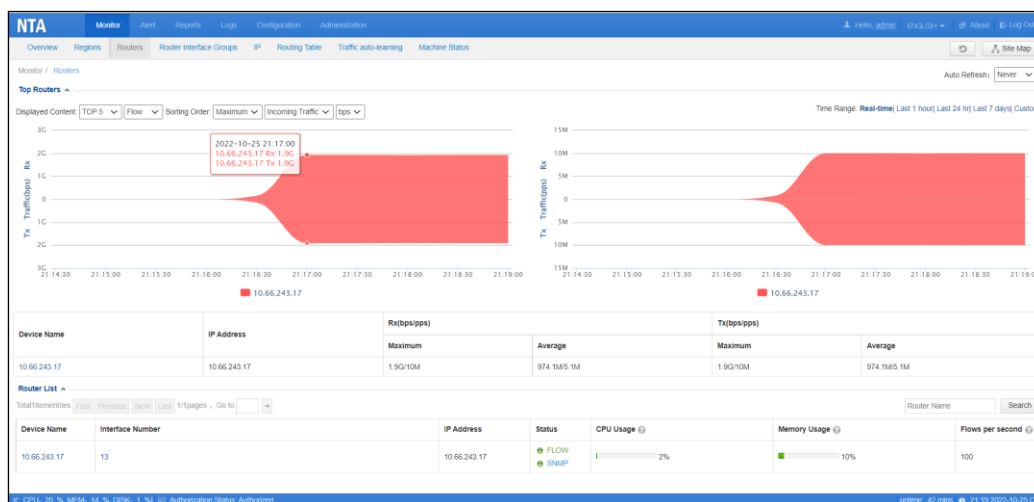 NTA Monitor Alert Reports Logs Configuration Administration Hello, admin ENGLISH About Log Out
Overview Regions Routers Router Interface Groups IP Routing Table Traffic auto-learning Machine Status Site Map
Monitor / Routers Auto Refresh: Never
Top Routers
Displayed Content: TOP 5 Flow Sorting Order: Maximum Incoming Traffic bps Time Range: Real-time| Last 1 hour| Last 24 hr| Last 7 days| Custo
3G
2G
1G
0
1G
2G
3G
Tx Traffic(bps) Rx
2022-10-25 21:17:00
10.66.243.17 Rx:1.9G
10.66.243.17 Tx:1.9G
21:14:30 21:15:00 21:15:30 21:16:00 21:16:30 21:17:00 21:17:30 21:18:00 21:18:30 21:19:00
10.66.243.17
15M
10M
5M
0
5M
10M
15M
Tx Traffic(pps) Rx
21:14:30 21:15:00 21:15:30 21:16:00 21:16:30 21:17:00 21:17:30 21:18:00 21:18:30 21:19:0
10.66.243.17
Device Name IP Address Rx(bps/pps) Tx(bps/pps)
Maximum Average Maximum Average
10.66.243.17 10.66.243.17 1.9G/10M 974.1M/5.1M 1.9G/10M 974.1M/5.1M
Router List
Total1itementries First Previous Next Last 1/1pages , Go to Router Name Search
Device Name Interface Number IP Address Status CPU Usage Memory Usage Flows per second
10.66.243.17 13 10.66.243.17 FLOW 2% 10% 100
SNMP
CPU- 20 % MEM- 14 % DISK- 1 %] Authorization Status: Authorized uptime 42 mins 21:19 2022-10-25